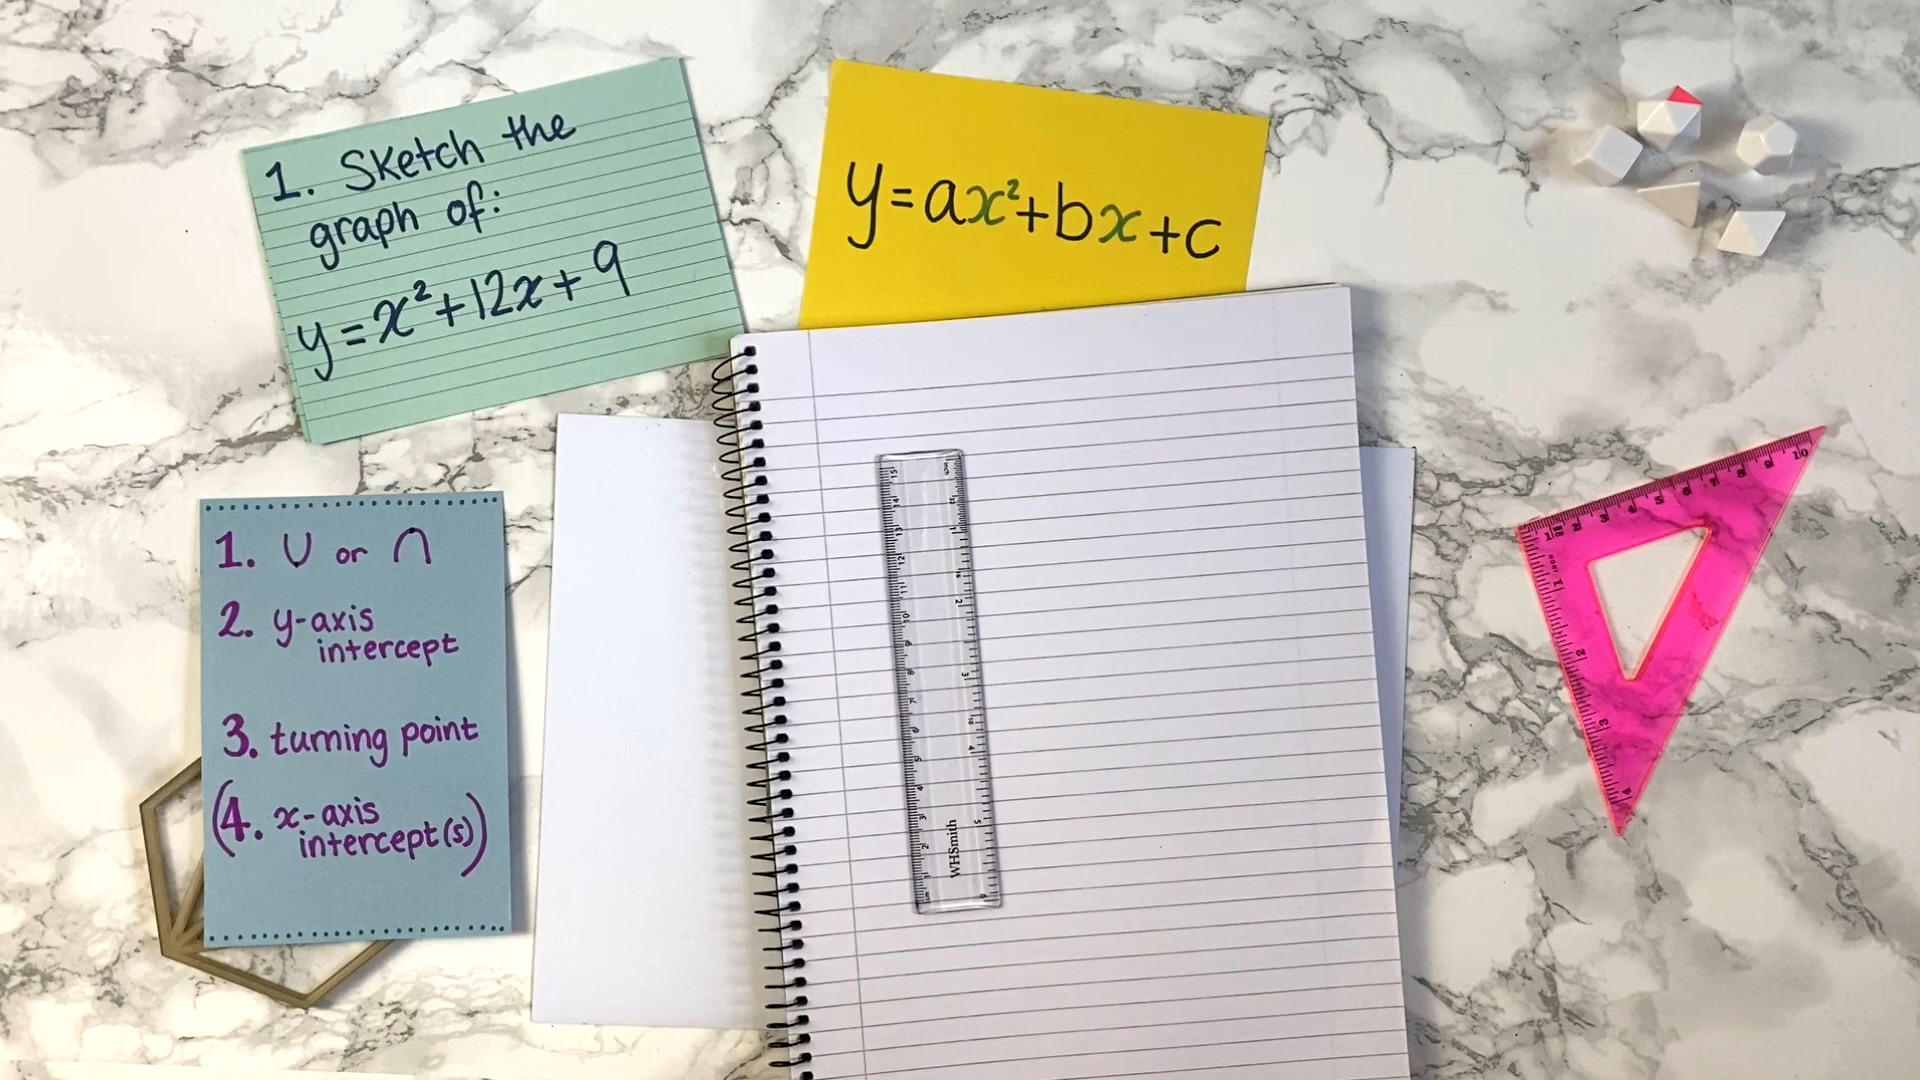 1. Sketch the
graph of:
y = x² + 12x + 9
y = ax² + bx + c
1. ∪ or ∩
2. y-axis
intercept
3. turning point
(4. x-axis
intercept(s))
WHSmith